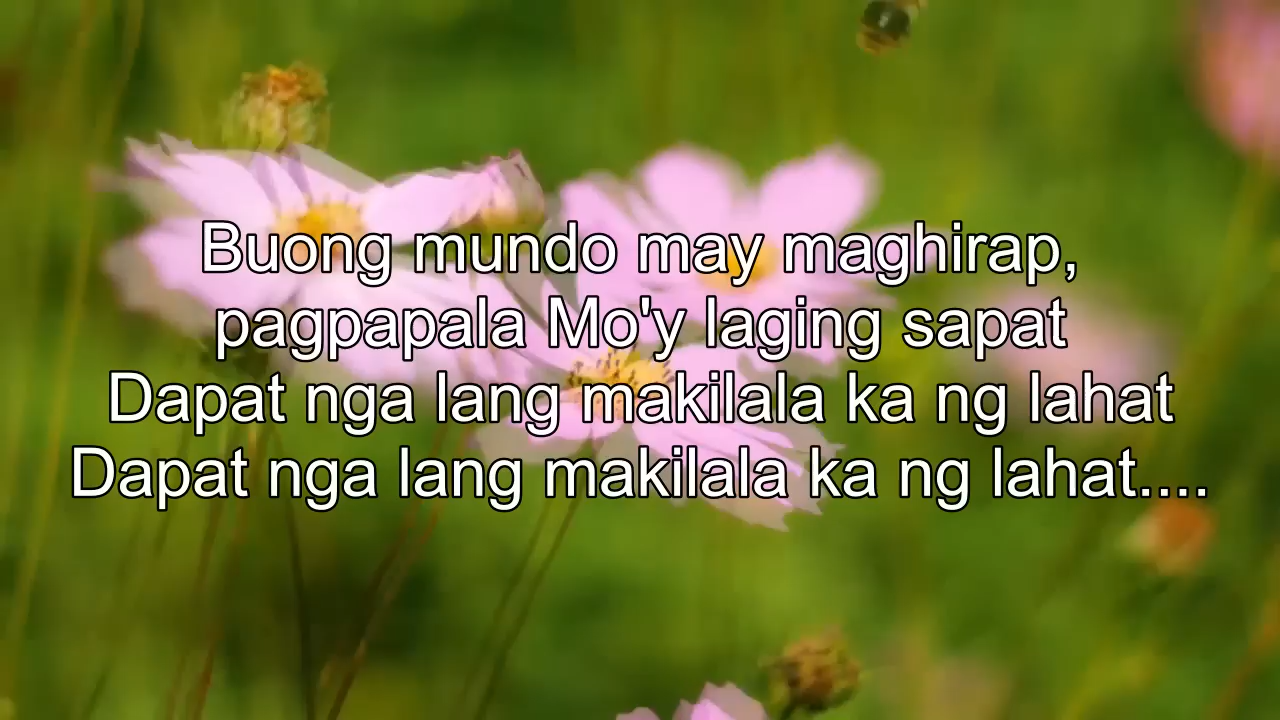 Buong mundo may maghirap,
pagpapala Mo'y laging sapat
Dapat nga lang makilala ka ng lahat
Dapat nga lang makilala ka ng lahat....